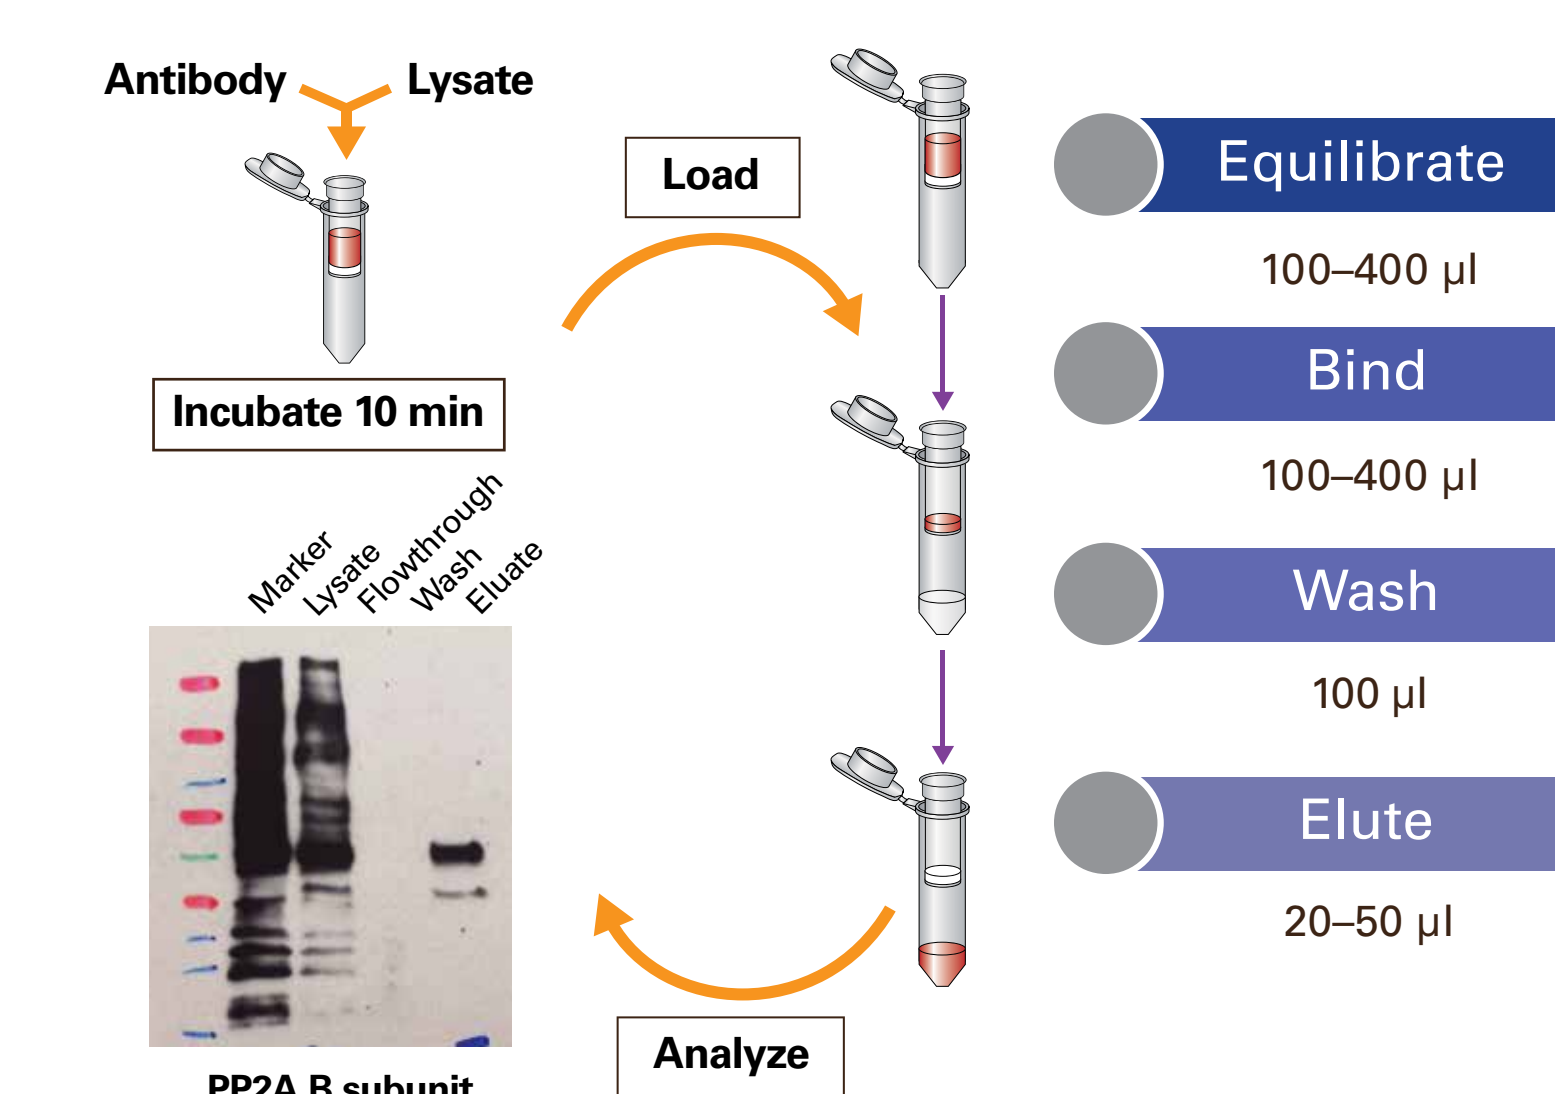 Antibody
Lysate
Incubate 10 min
Load
Marker
Lysate
Flowthrough
Wash
Eluate
PP2A B subunit
Analyze
Equilibrate
100–400 µl
Bind
100–400 µl
Wash
100 µl
Elute
20–50 µl